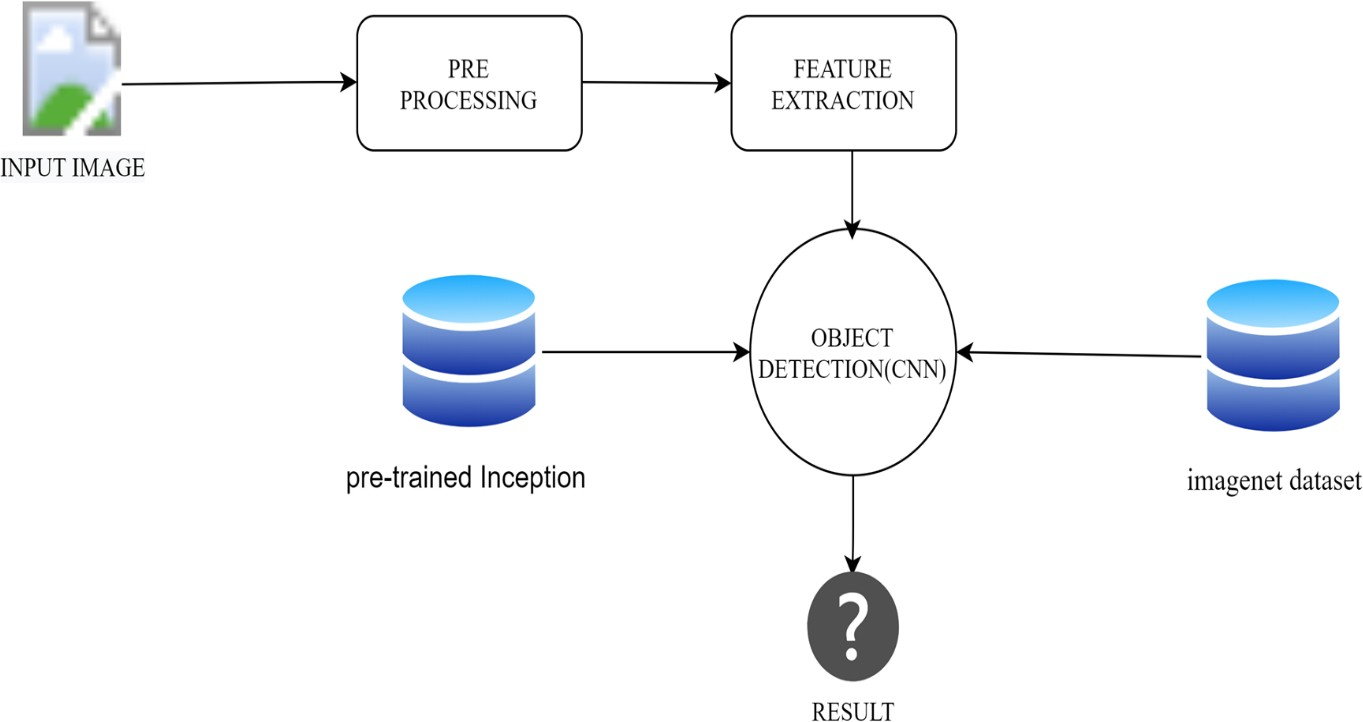 PRE
PROCESSING
FEATURE
EXTRACTION
INPUT IMAGE
OBJECT
DETECTION(CNN)
pre-trained Inception
imagenet dataset
?
RESULT